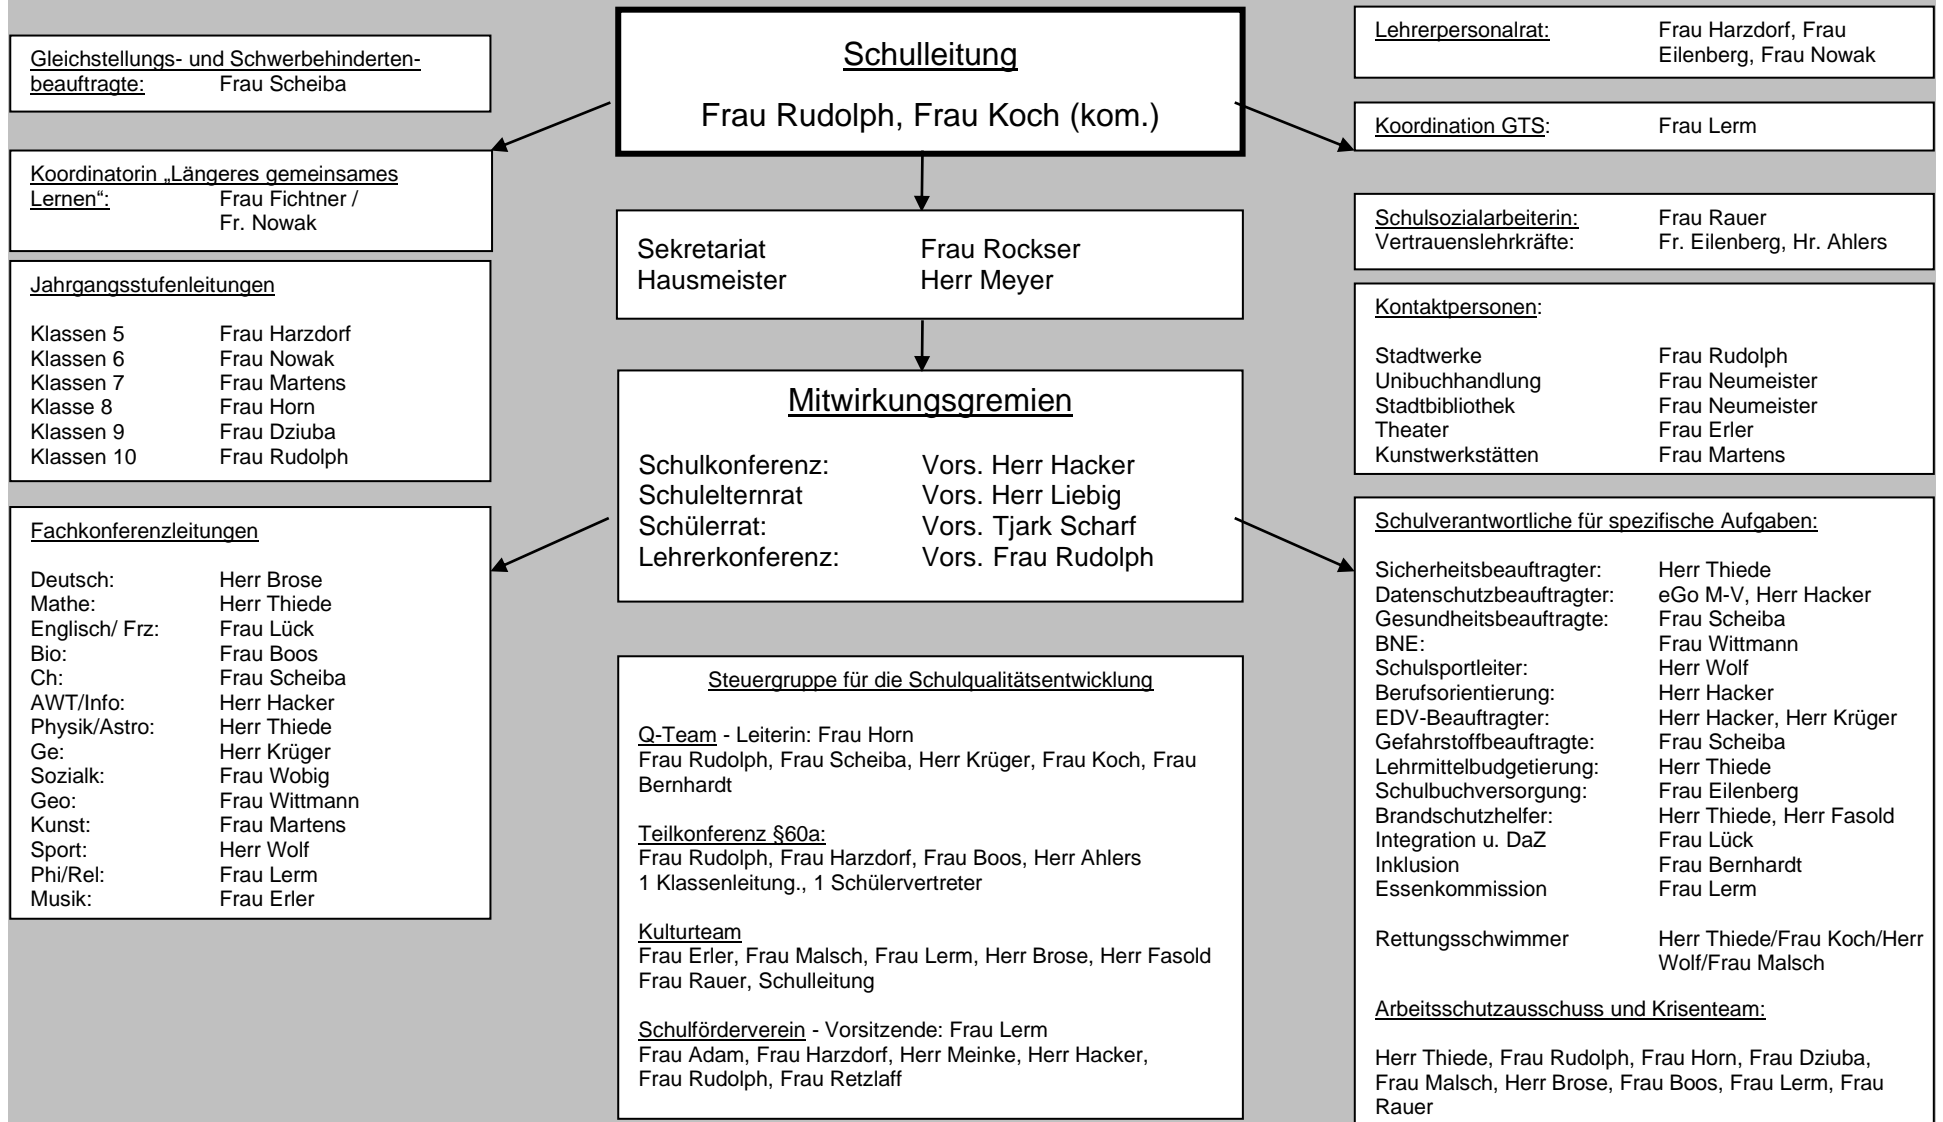 Gleichstellungs- und Schwerbehinderten-
beauftragte: Frau Scheiba
Koordinatorin „Längeres gemeinsames
Lernen“: Frau Fichtner /
Fr. Nowak
Jahrgangsstufenleitungen
Klassen 5 Frau Harzdorf
Klassen 6 Frau Nowak
Klassen 7 Frau Martens
Klasse 8 Frau Horn
Klassen 9 Frau Dziuba
Klassen 10 Frau Rudolph
Fachkonferenzleitungen
Deutsch: Herr Brose
Mathe: Herr Thiede
Englisch/ Frz: Frau Lück
Bio: Frau Boos
Ch: Frau Scheiba
AWT/Info: Herr Hacker
Physik/Astro: Herr Thiede
Ge: Herr Krüger
Sozialk: Frau Wobig
Geo: Frau Wittmann
Kunst: Frau Martens
Sport: Herr Wolf
Phi/Rel: Frau Lerm
Musik: Frau Erler
Schulleitung
Frau Rudolph, Frau Koch (kom.)
Sekretariat Frau Rockser
Hausmeister Herr Meyer
Mitwirkungsgremien
Schulkonferenz: Vors. Herr Hacker
Schulelternrat Vors. Herr Liebig
Schülerrat: Vors. Tjark Scharf
Lehrerkonferenz: Vors. Frau Rudolph
Steuergruppe für die Schulqualitätsentwicklung
Q-Team - Leiterin: Frau Horn
Frau Rudolph, Frau Scheiba, Herr Krüger, Frau Koch, Frau
Bernhardt
Teilkonferenz §60a:
Frau Rudolph, Frau Harzdorf, Frau Boos, Herr Ahlers
1 Klassenleitung., 1 Schülervertreter
Kulturteam
Frau Erler, Frau Malsch, Frau Lerm, Herr Brose, Herr Fasold
Frau Rauer, Schulleitung
Schulförderverein - Vorsitzende: Frau Lerm
Frau Adam, Frau Harzdorf, Herr Meinke, Herr Hacker,
Frau Rudolph, Frau Retzlaff
Lehrerpersonalrat: Frau Harzdorf, Frau
Eilenberg, Frau Nowak
Koordination GTS: Frau Lerm
Schulsozialarbeiterin: Frau Rauer
Vertrauenslehrkräfte: Fr. Eilenberg, Hr. Ahlers
Kontaktpersonen:
Stadtwerke Frau Rudolph
Unibuchhandlung Frau Neumeister
Stadtbibliothek Frau Neumeister
Theater Frau Erler
Kunstwerkstätten Frau Martens
Schulverantwortliche für spezifische Aufgaben:
Sicherheitsbeauftragter: Herr Thiede
Datenschutzbeauftragter: eGo M-V, Herr Hacker
Gesundheitsbeauftragte: Frau Scheiba
BNE: Frau Wittmann
Schulsportleiter: Herr Wolf
Berufsorientierung: Herr Hacker
EDV-Beauftragter: Herr Hacker, Herr Krüger
Gefahrstoffbeauftragte: Frau Scheiba
Lehrmittelbudgetierung: Herr Thiede
Schulbuchversorgung: Frau Eilenberg
Brandschutzhelfer: Herr Thiede, Herr Fasold
Integration u. DaZ Frau Lück
Inklusion Frau Bernhardt
Essenkommission Frau Lerm
Rettungsschwimmer Herr Thiede/Frau Koch/Herr
Wolf/Frau Malsch
Arbeitsschutzausschuss und Krisenteam:
Herr Thiede, Frau Rudolph, Frau Horn, Frau Dziuba,
Frau Malsch, Herr Brose, Frau Boos, Frau Lerm, Frau
Rauer